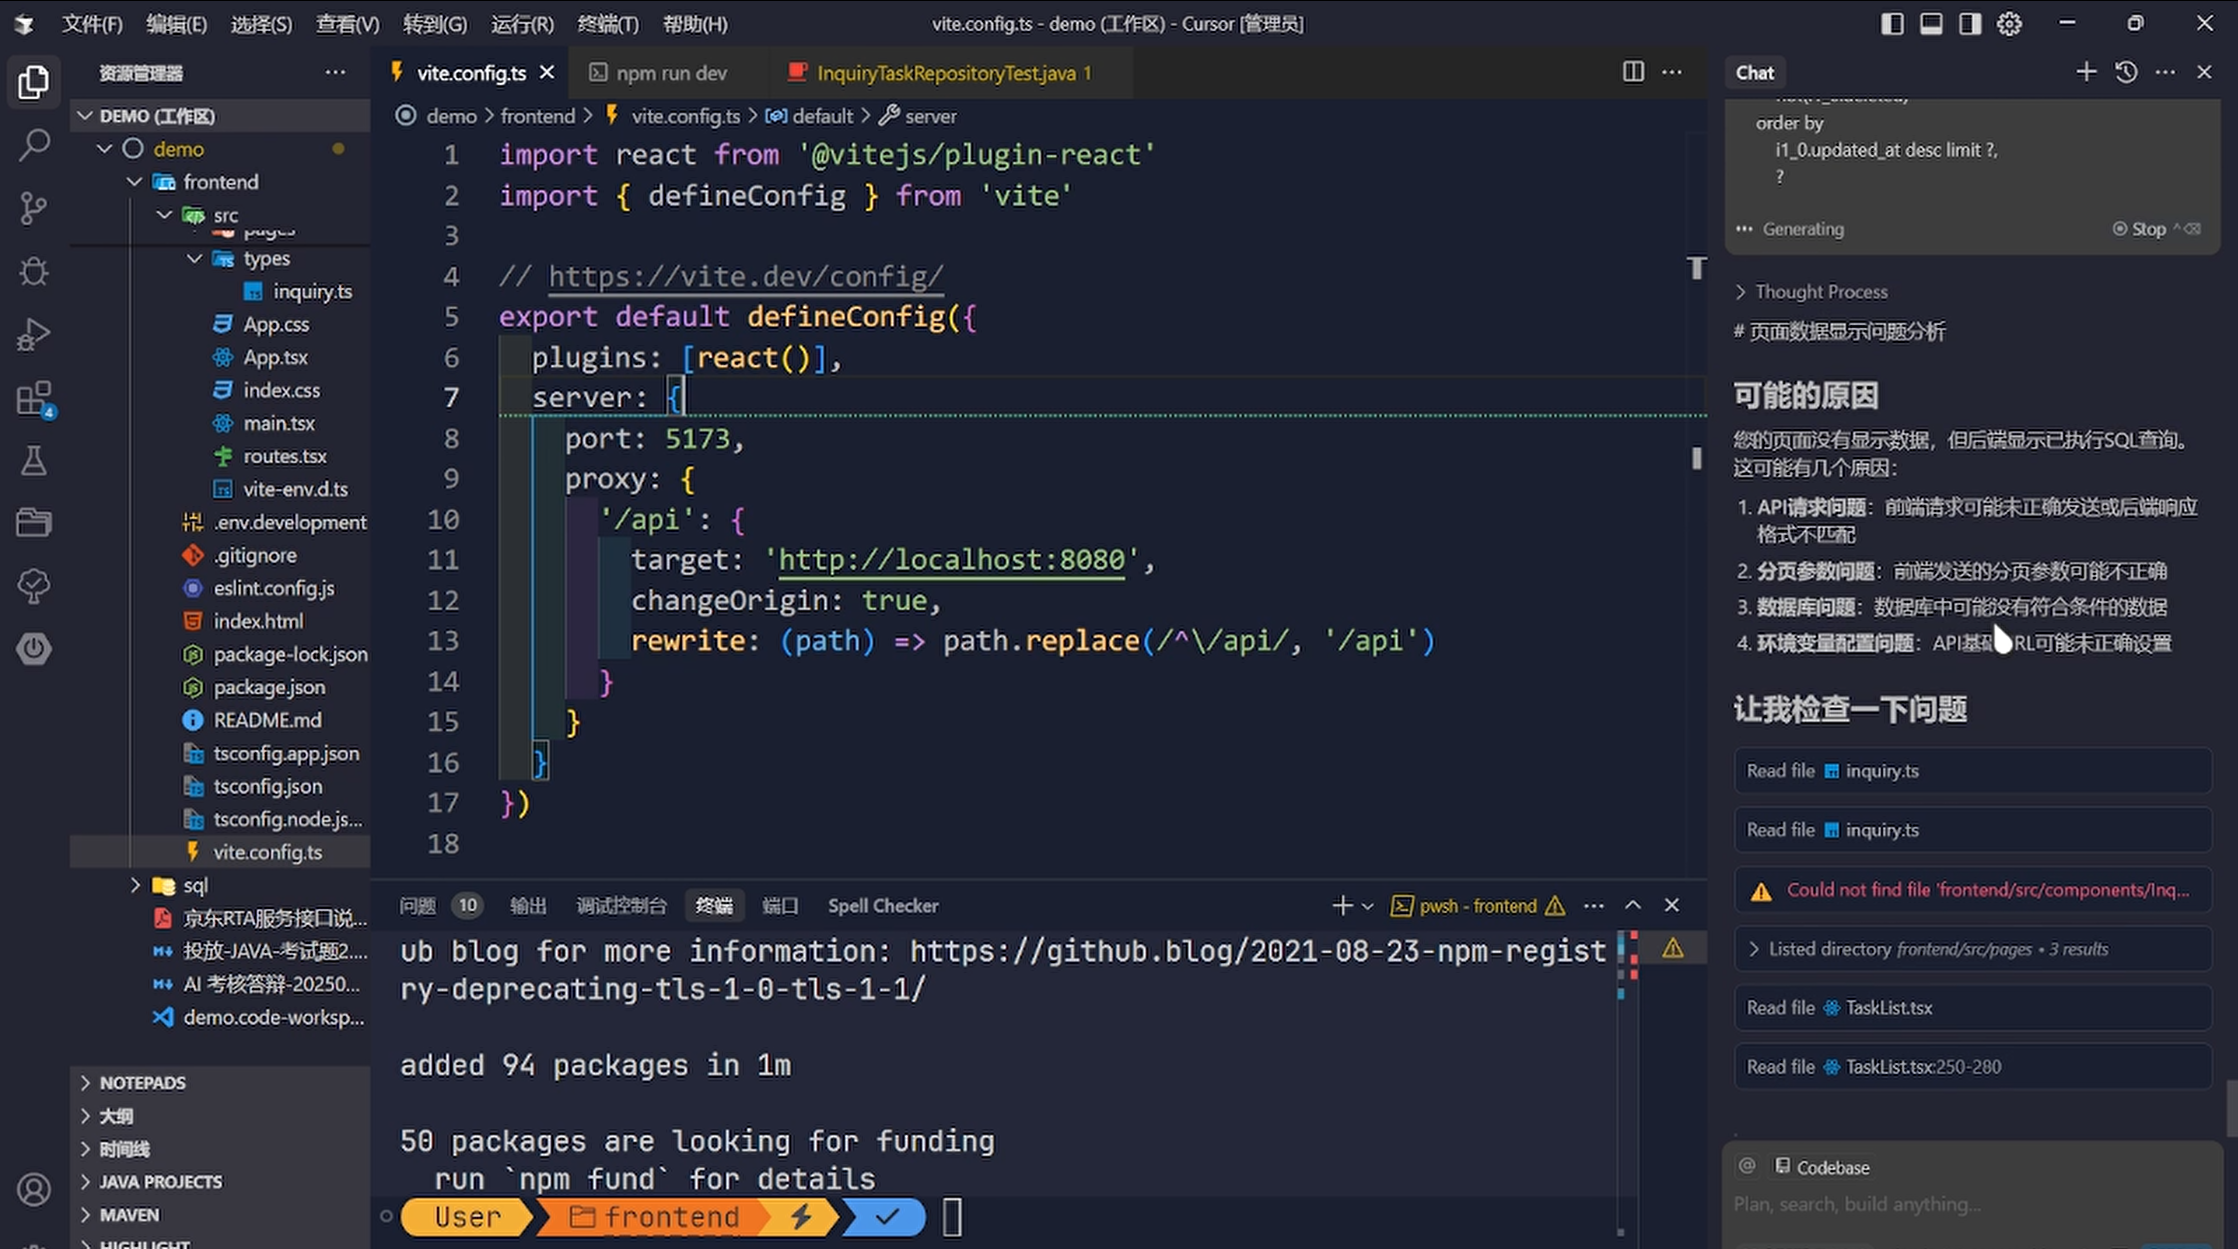 文件(F) 编辑(E) 选择(S) 查看(V) 转到(G) 运行(R) 终端(T) 帮助(H)
vite.config.ts - demo (工作区) - Cursor [管理员]
资源管理器
DEMO (工作区)
demo
frontend
src
pages
types
inquiry.ts
App.css
App.tsx
index.css
main.tsx
routes.tsx
vite-env.d.ts
.env.development
.gitignore
eslint.config.js
index.html
package-lock.json
package.json
README.md
tsconfig.app.json
tsconfig.json
tsconfig.node.js...
vite.config.ts
sql
京东RTA服务接口说...
投放-JAVA-考试题2....
AI 考核答辩-20250...
demo.code-worksp...
NOTEPADS
大纲
时间线
JAVA PROJECTS
MAVEN
HIGHLIGHT
4
vite.config.ts
npm run dev
InquiryTaskRepositoryTest.java 1
demo > frontend > vite.config.ts > default > server
1 import react from '@vitejs/plugin-react'
2 import { defineConfig } from 'vite'
3
4 // https://vite.dev/config/
5 export default defineConfig({
6 plugins: [react()],
7 server: {
8 port: 5173,
9 proxy: {
10 '/api': {
11 target: 'http://localhost:8080',
12 changeOrigin: true,
13 rewrite: (path) => path.replace(/^\/api/, '/api')
14 }
15 }
16 }
17 })
18
问题 10 输出 调试控制台 终端 端口 Spell Checker
pwsh - frontend
ub blog for more information: https://github.blog/2021-08-23-npm-regist
ry-deprecating-tls-1-0-tls-1-1/
added 94 packages in 1m
50 packages are looking for funding
run `npm fund` for details
User frontend
Chat
order by
i1_0.updated_at desc limit ?,
?
Generating
Stop
Thought Process
# 页面数据显示问题分析
可能的原因
您的页面没有显示数据，但后端显示已执行SQL查询。
这可能有几个原因：
1. API请求问题：前端请求可能未正确发送或后端响应
格式不匹配
2. 分页参数问题：前端发送的分页参数可能不正确
3. 数据库问题：数据库中可能没有符合条件的数据
4. 环境变量配置问题：API基础RL可能未正确设置
让我检查一下问题
Read file inquiry.ts
Read file inquiry.ts
Could not find file 'frontend/src/components/Inq...
Listed directory frontend/src/pages • 3 results
Read file TaskList.tsx
Read file TaskList.tsx:250-280
@ Codebase
Plan, search, build anything...